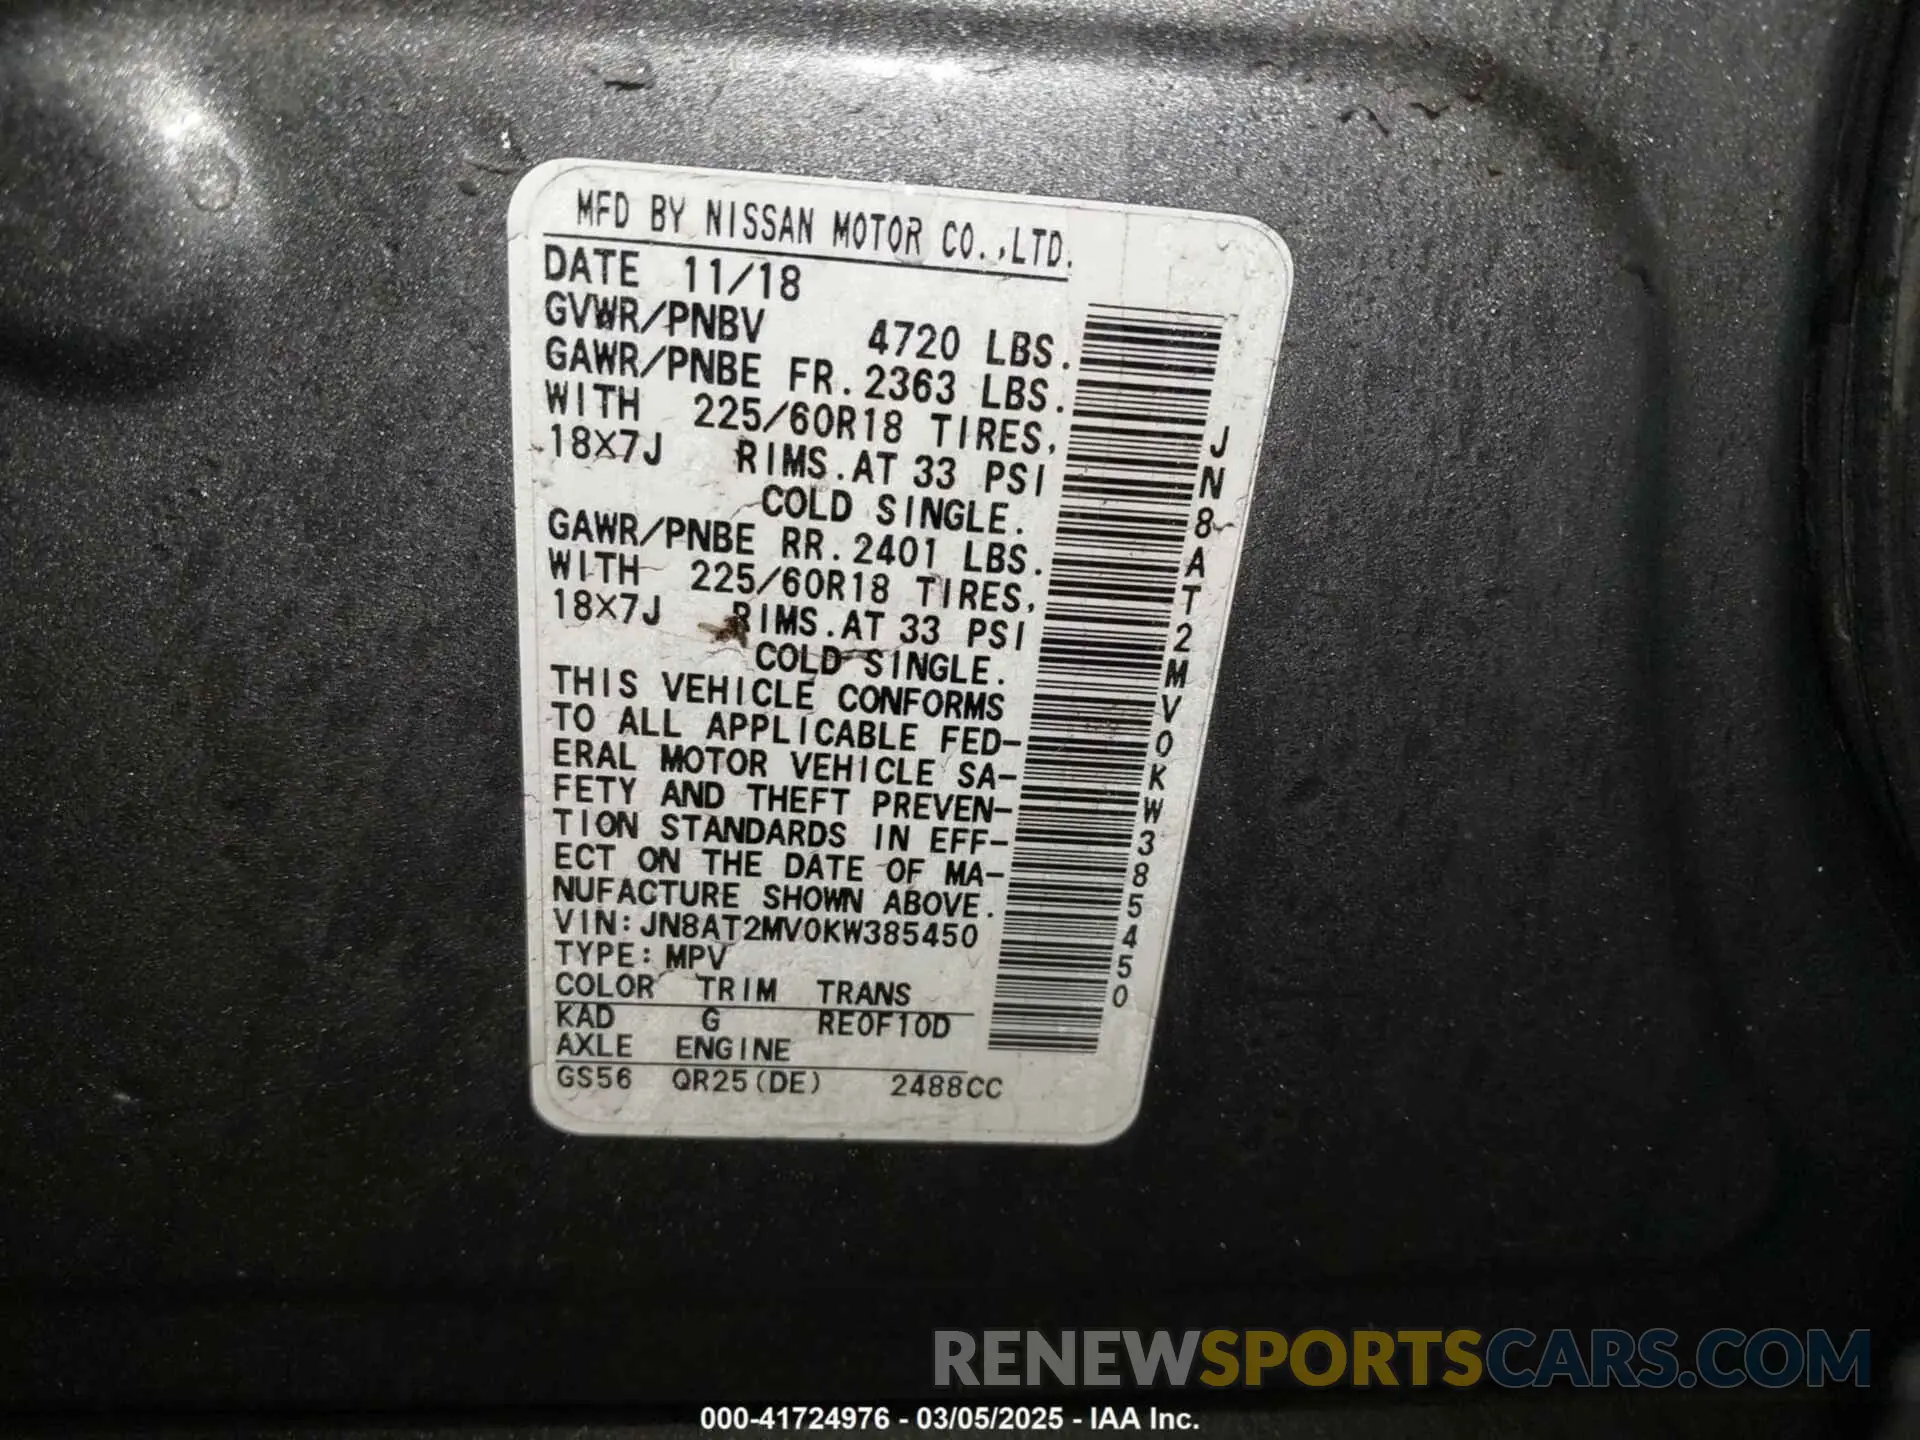 MFD BY NISSAN MOTOR CO.,LTD.
DATE 11/18
GVWR/PNBV 4720 LBS.
GAWR/PNBE FR. 2363 LBS.
WITH 225/60R18 TIRES,
18X7J RIMS. AT 33 PSI
COLD SINGLE.
GAWR/PNBE RR. 2401 LBS.
WITH 225/60R18 TIRES,
18X7J RIMS. AT 33 PSI
COLD SINGLE.
THIS VEHICLE CONFORMS
TO ALL APPLICABLE FED-
ERAL MOTOR VEHICLE SA-
FETY AND THEFT PREVEN-
TION STANDARDS IN EFF-
ECT ON THE DATE OF MA-
NUFACTURE SHOWN ABOVE.
VIN: JN8AT2MV0KW385450
TYPE: MPV
COLOR TRIM TRANS
KAD G RE0F10D
AXLE ENGINE
GS56 QR25(DE) 2488CC
JN8AT2MV0KW385450
RENEWSPORTSCARS.COM
000-41724976 - 03/05/2025 - IAA Inc.